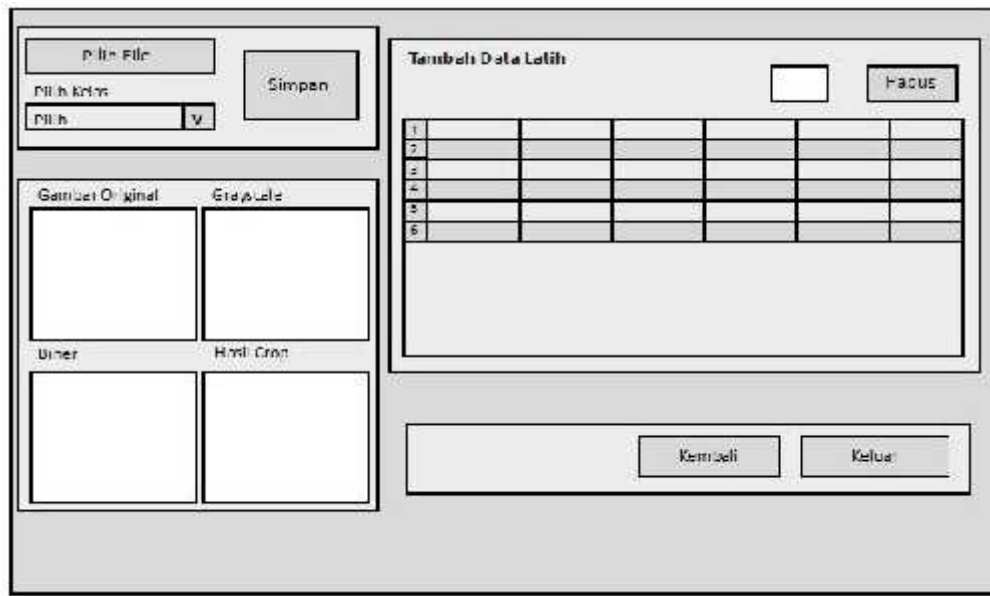 Pilih File
Pilih Kelas
Pilih V
Simpan
Gambar Original Grayscale
Biner Hasil Crop
Tambah Data Latih
Hapus
1
2
3
4
5
6
Kembali Keluar